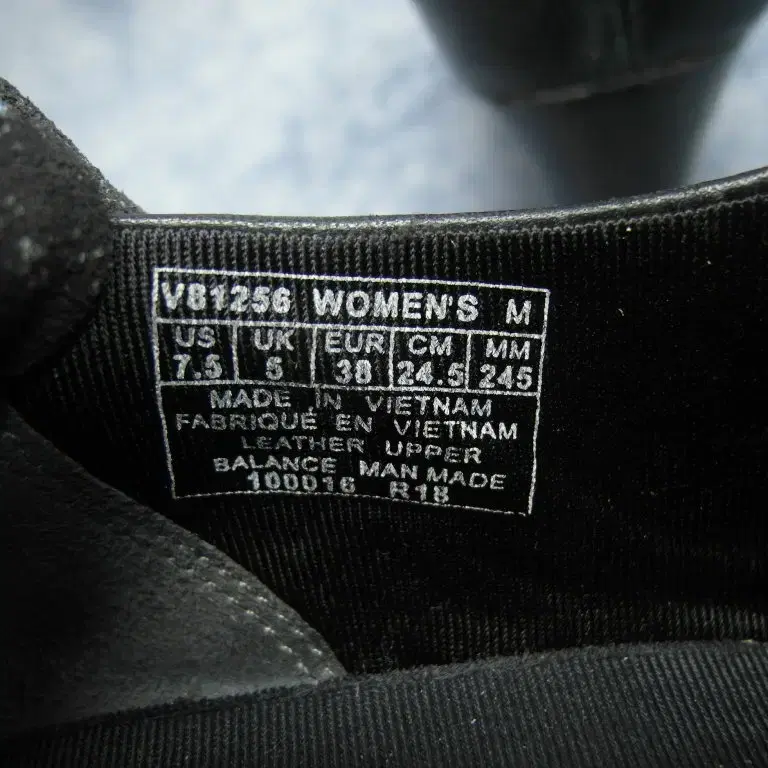 V81256 WOMEN'S M
US UK EUR CM MM
7.5 5 38 24.5 245
MADE IN VIETNAM
FABRIQUÉ EN VIETNAM
LEATHER UPPER
BALANCE MAN MADE
100016 R18